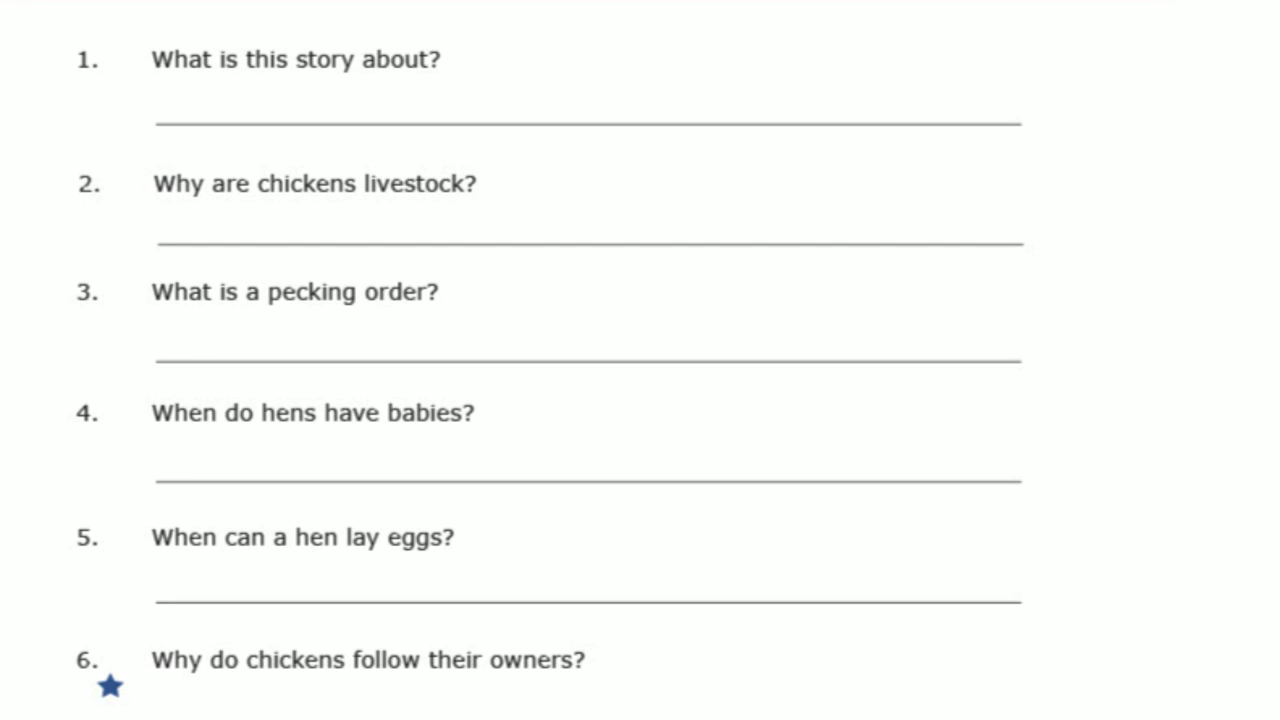 1. What is this story about?
2. Why are chickens livestock?
3. What is a pecking order?
4. When do hens have babies?
5. When can a hen lay eggs?
6. Why do chickens follow their owners?